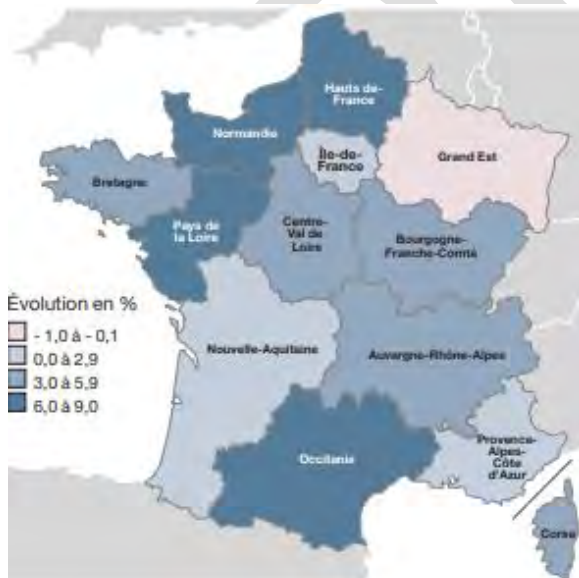 Hauts de-
France
Normandie
Île-de-
France
Grand Est
Bretagne
Pays de
la Loire
Centre-
Val de
Loire
Bourgogne-
Franche-Comté
Évolution en %
- 1,0 à - 0,1
0,0 à 2,9
3,0 à 5,9
6,0 à 9,0
Nouvelle-Aquitaine
Auvergne-Rhône-Alpes
Occitanie
Provence-
Alpes-
Côte
d'Azur
Corse